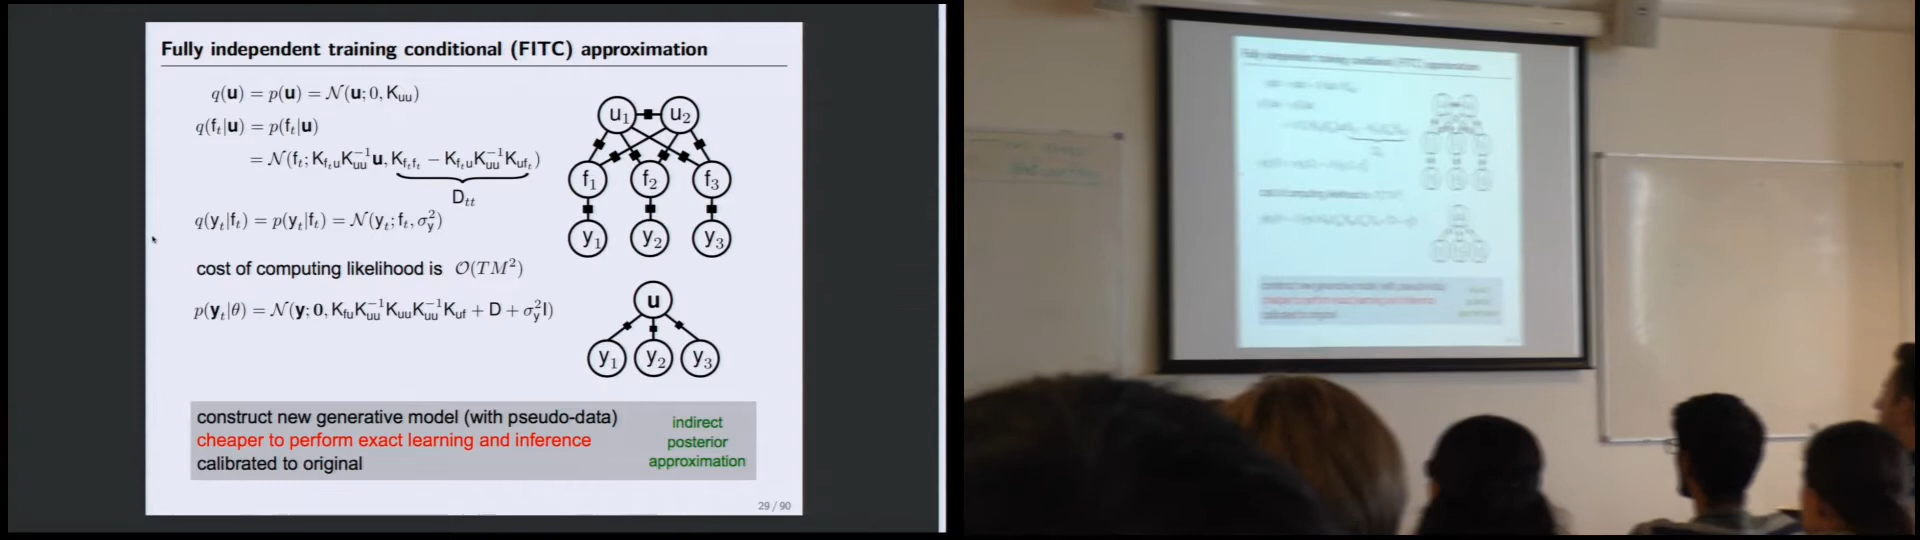 Fully independent training conditional (FITC) approximation
q(u) = p(u) = N(u; 0, K_uu)
q(f_t|u) = p(f_t|u)
= N(f_t; K_{f_t u} K_uu^{-1} u, K_{f_t f_t} − K_{f_t u} K_uu^{-1} K_{u f_t})
D_tt
q(y_t|f_t) = p(y_t|f_t) = N(y_t; f_t, σ_y^2)
cost of computing likelihood is O(TM^2)
p(y_t|θ) = N(y; 0, K_fu K_uu^{-1} K_uu K_uu^{-1} K_uf + D + σ_y^2 I)
u_1 u_2
f_1 f_2 f_3
y_1 y_2 y_3
u
y_1 y_2 y_3
construct new generative model (with pseudo-data)
cheaper to perform exact learning and inference
calibrated to original
indirect
posterior
approximation
29 / 90